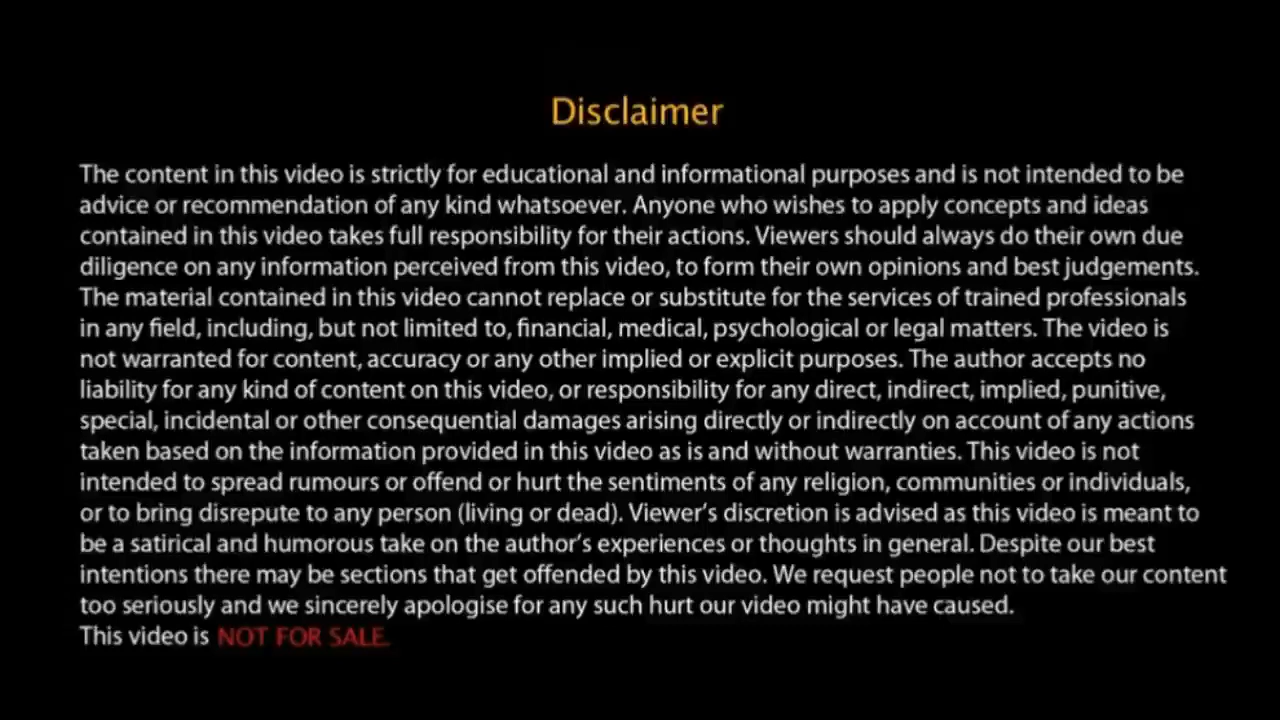 Disclaimer
The content in this video is strictly for educational and informational purposes and is not intended to be
advice or recommendation of any kind whatsoever. Anyone who wishes to apply concepts and ideas
contained in this video takes full responsibility for their actions. Viewers should always do their own due
diligence on any information perceived from this video, to form their own opinions and best judgements.
The material contained in this video cannot replace or substitute for the services of trained professionals
in any field, including, but not limited to, financial, medical, psychological or legal matters. The video is
not warranted for content, accuracy or any other implied or explicit purposes. The author accepts no
liability for any kind of content on this video, or responsibility for any direct, indirect, implied, punitive,
special, incidental or other consequential damages arising directly or indirectly on account of any actions
taken based on the information provided in this video as is and without warranties. This video is not
intended to spread rumours or offend or hurt the sentiments of any religion, communities or individuals,
or to bring disrepute to any person (living or dead). Viewer's discretion is advised as this video is meant to
be a satirical and humorous take on the author's experiences or thoughts in general. Despite our best
intentions there may be sections that get offended by this video. We request people not to take our content
too seriously and we sincerely apologise for any such hurt our video might have caused.
This video is NOT FOR SALE.